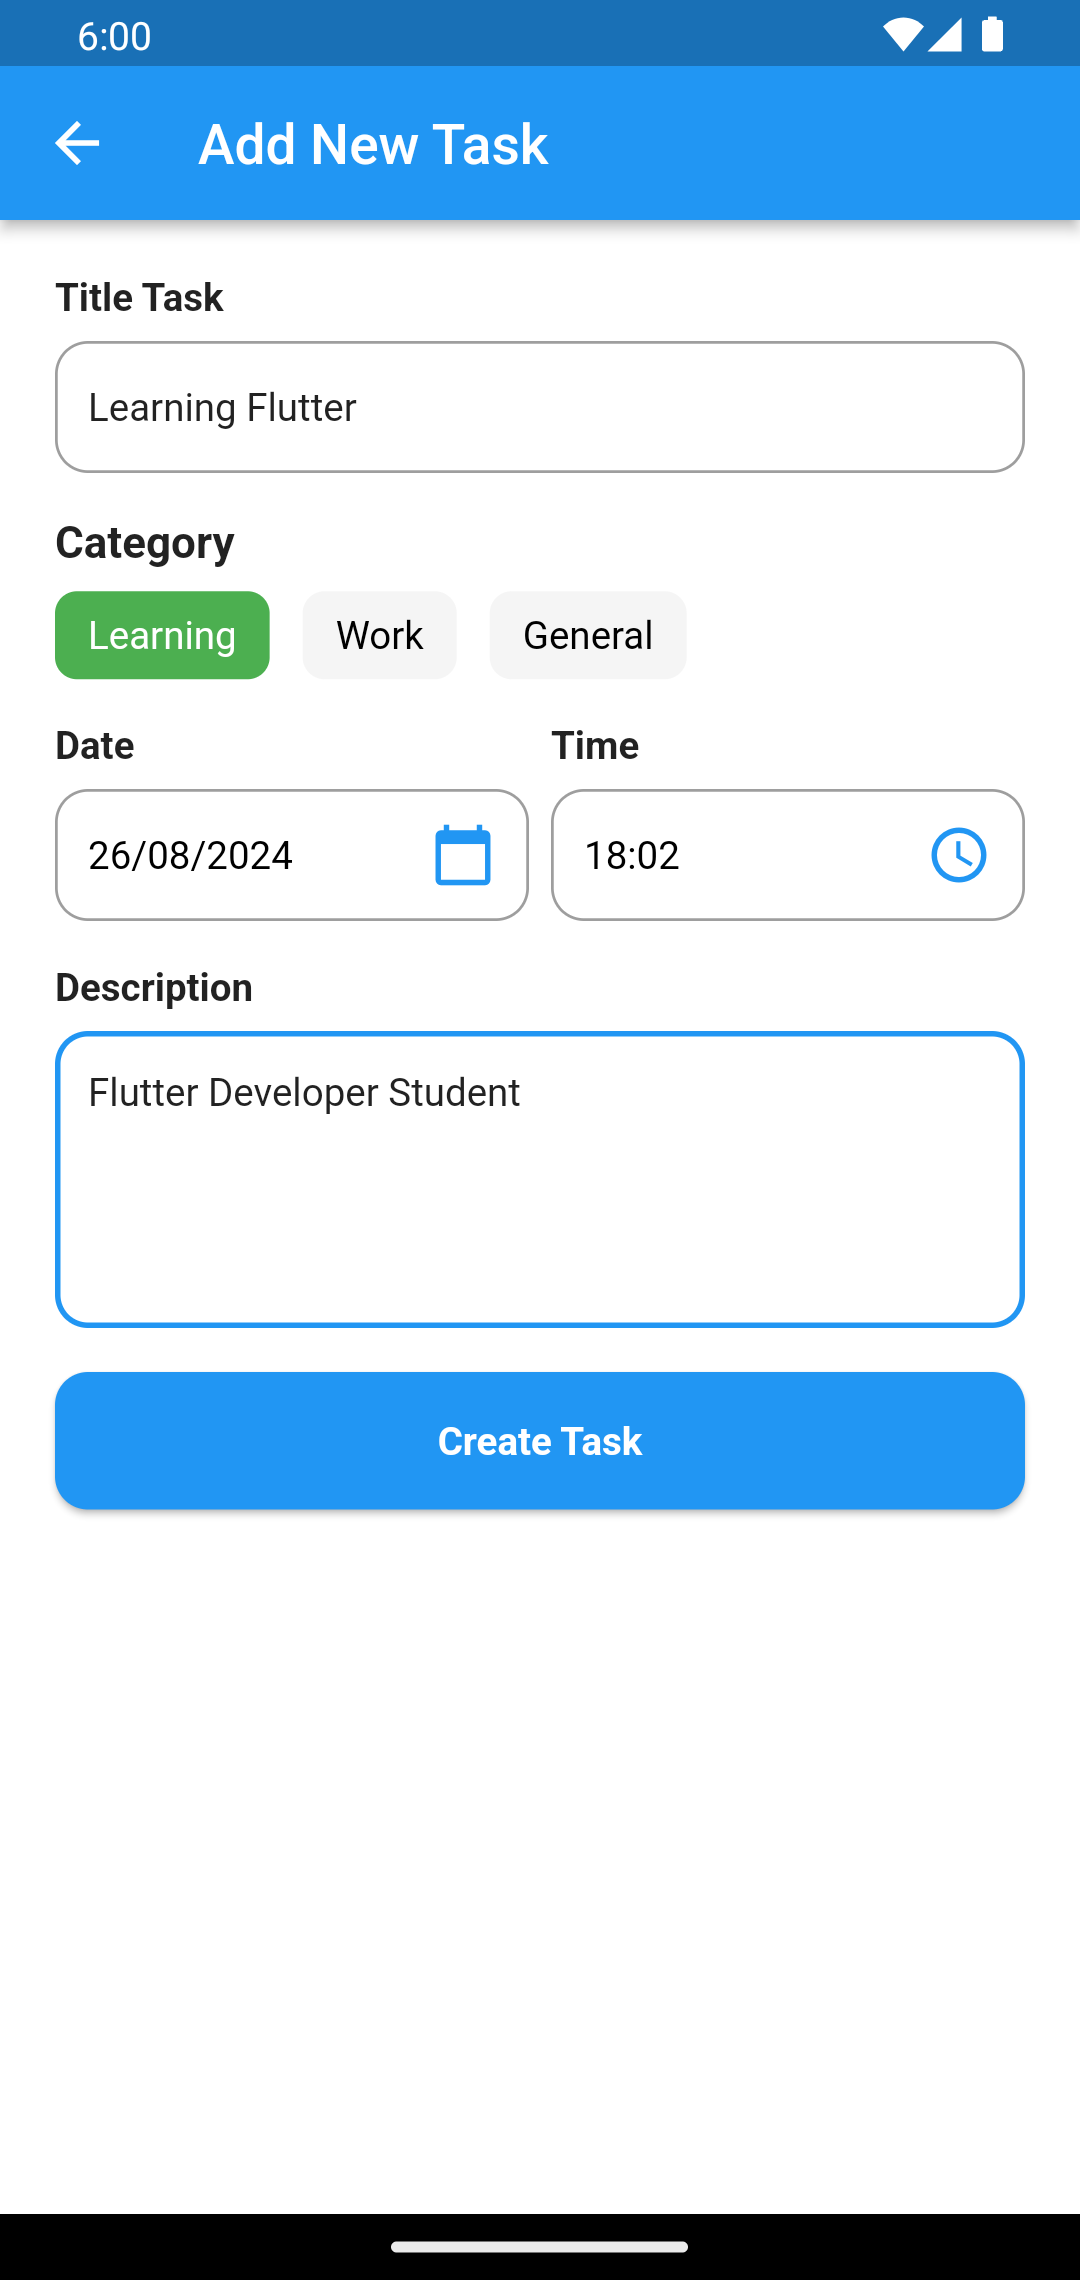 6:00
Add New Task
Title Task
Learning Flutter
Category
Learning Work General
Date Time
26/08/2024 18:02
Description
Flutter Developer Student
Create Task